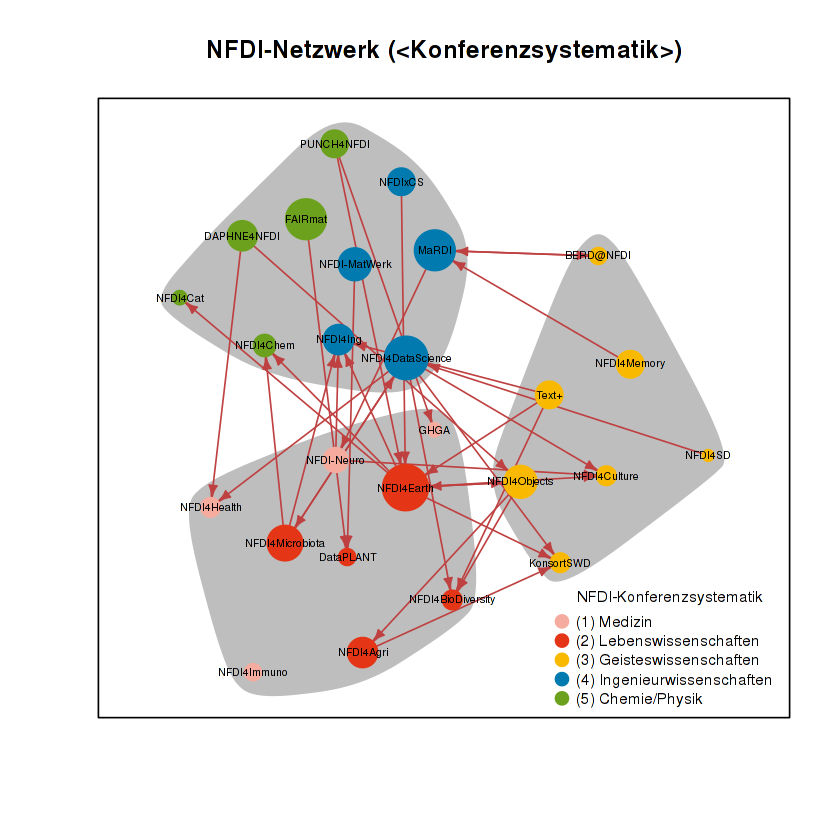 NFDI-Netzwerk (<Konferenzsystematik>)
PUNCH4NFDI
NFDIxCS
FAIRmat
DAPHNE4NFDI
MaRDI
BERD@NFDI
NFDI-MatWerk
NFDI4Cat
NFDI4Ing
NFDI4Chem
NFDI4DataScience
NFDI4Memory
Text+
GHGA
NFDI4SD
NFDI-Neuro
NFDI4Culture
NFDI4Objects
NFDI4Earth
NFDI4Health
NFDI4Microbiota
DataPLANT
KonsortSWD
NFDI4BioDiversity
NFDI4Agri
NFDI4Immuno
NFDI-Konferenzsystematik
(1) Medizin
(2) Lebenswissenschaften
(3) Geisteswissenschaften
(4) Ingenieurwissenschaften
(5) Chemie/Physik